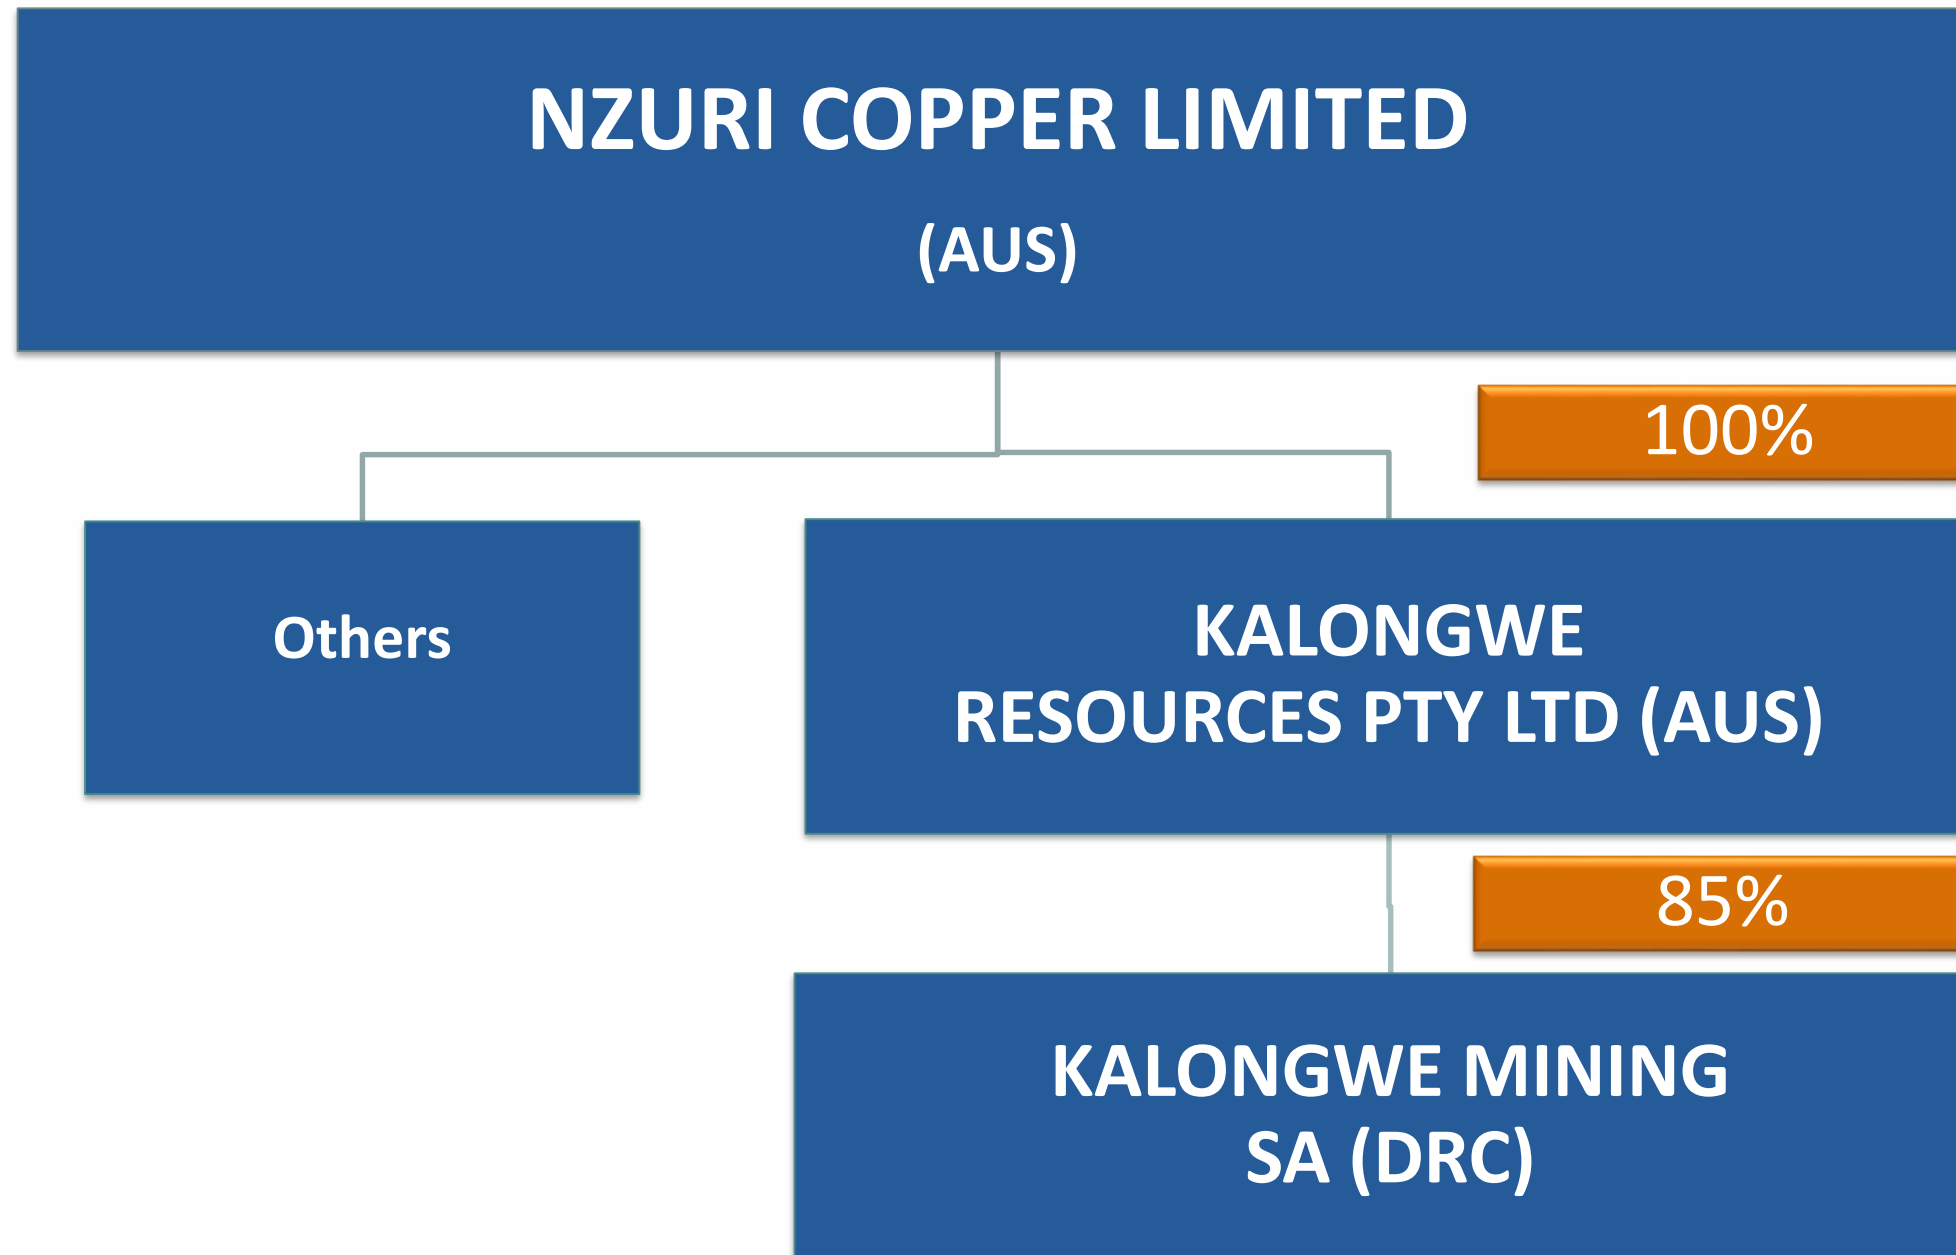 NZURI COPPER LIMITED
(AUS)
100%
Others
KALONGWE
RESOURCES PTY LTD (AUS)
85%
KALONGWE MINING
SA (DRC)